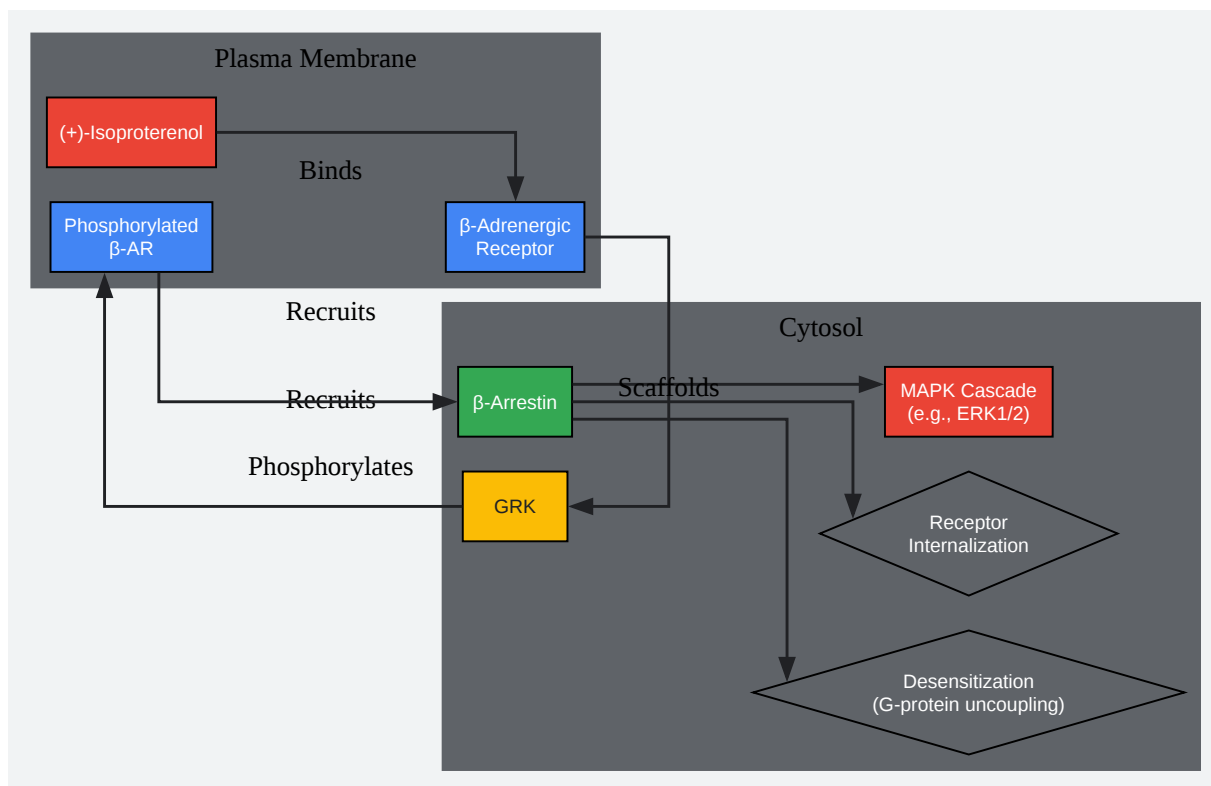 Plasma Membrane
(+)-Isoproterenol
Binds
Phosphorylated
β-AR
β-Adrenergic
Receptor
Recruits
Cytosol
Scaffolds
MAPK Cascade
(e.g., ERK1/2)
Recruits
β-Arrestin
Phosphorylates
GRK
Receptor
Internalization
Desensitization
(G-protein uncoupling)